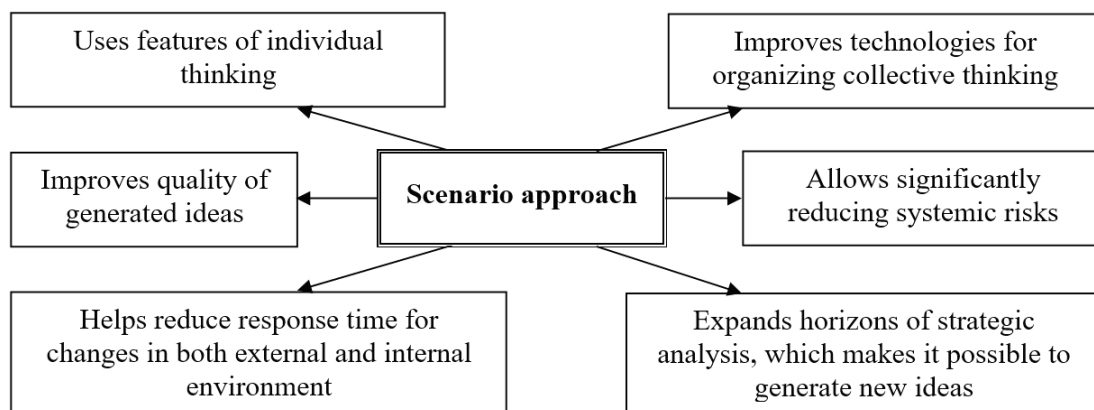 Uses features of individual
thinking
Improves technologies for
organizing collective thinking
Improves quality of
generated ideas
Scenario approach
Allows significantly
reducing systemic risks
Helps reduce response time for
changes in both external and internal
environment
Expands horizons of strategic
analysis, which makes it possible to
generate new ideas